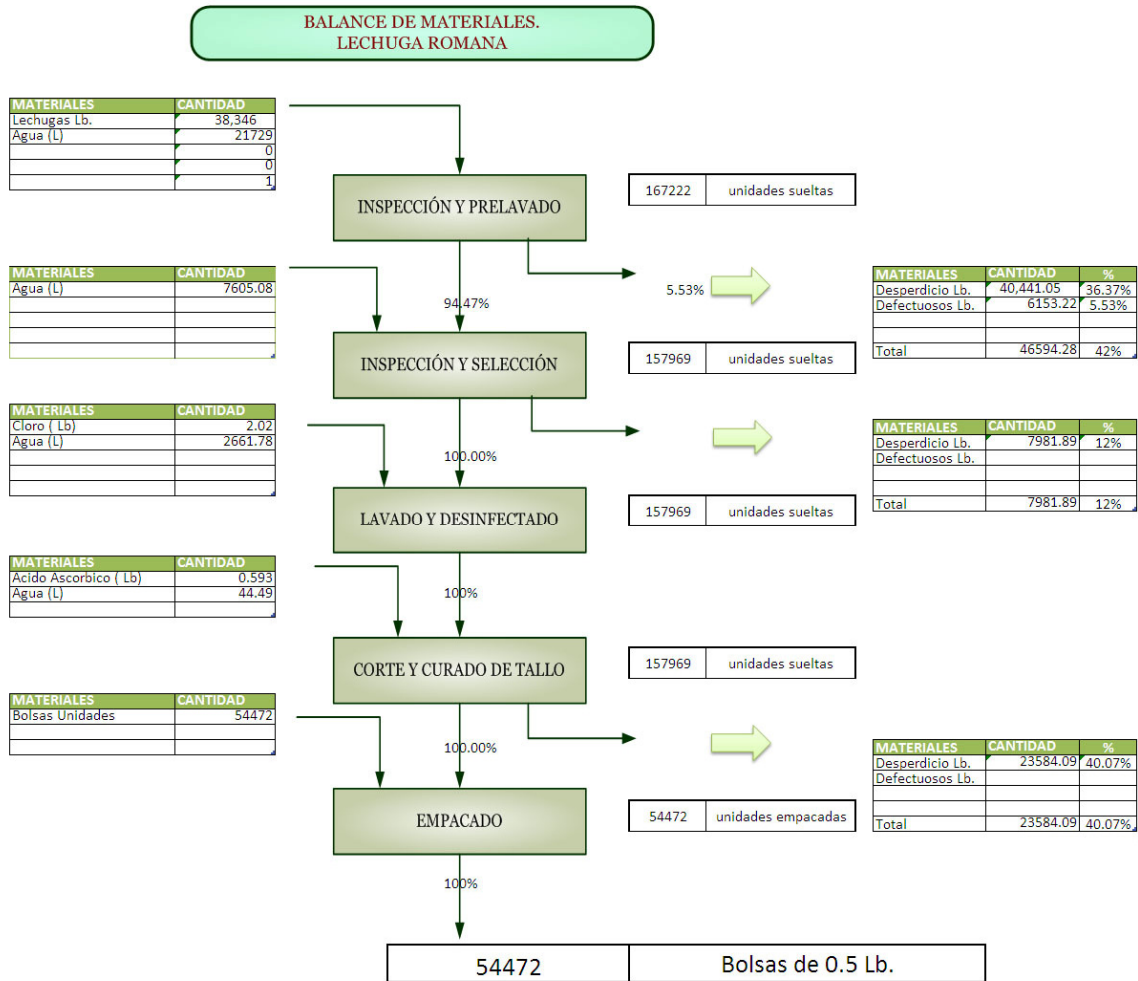 BALANCE DE MATERIALES.
LECHUGA ROMANA
MATERIALES CANTIDAD
Lechugas Lb. 38,346
Agua (L) 21729
0
0
1
INSPECCIÓN Y PRELAVADO
167222 unidades sueltas
MATERIALES CANTIDAD
Agua (L) 7605.08
94.47%
5.53%
MATERIALES CANTIDAD %
Desperdicio Lb. 40,441.05 36.37%
Defectuosos Lb. 6153.22 5.53%
Total 46594.28 42%
INSPECCIÓN Y SELECCIÓN
157969 unidades sueltas
MATERIALES CANTIDAD
Cloro ( Lb) 2.02
Agua (L) 2661.78
100.00%
MATERIALES CANTIDAD %
Desperdicio Lb. 7981.89 12%
Defectuosos Lb.
Total 7981.89 12%
LAVADO Y DESINFECTADO
157969 unidades sueltas
MATERIALES CANTIDAD
Acido Ascorbico ( Lb) 0.593
Agua (L) 44.49
100%
CORTE Y CURADO DE TALLO
157969 unidades sueltas
MATERIALES CANTIDAD
Bolsas Unidades 54472
100.00%
MATERIALES CANTIDAD %
Desperdicio Lb. 23584.09 40.07%
Defectuosos Lb.
Total 23584.09 40.07%
EMPACADO
54472 unidades empacadas
100%
54472 Bolsas de 0.5 Lb.